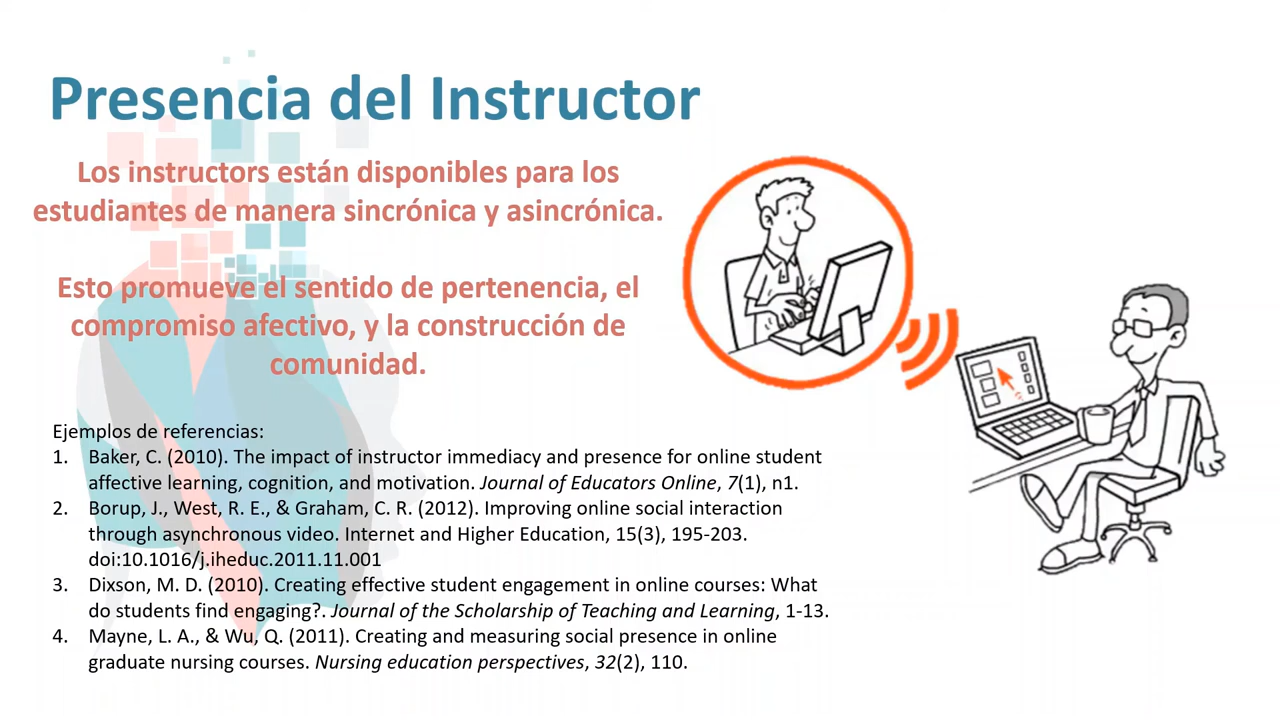 Presencia del Instructor
Los instructors están disponibles para los
estudiantes de manera sincrónica y asincrónica.
Esto promueve el sentido de pertenencia, el
compromiso afectivo, y la construcción de
comunidad.
Ejemplos de referencias:
1. Baker, C. (2010). The impact of instructor immediacy and presence for online student
affective learning, cognition, and motivation. Journal of Educators Online, 7(1), n1.
2. Borup, J., West, R. E., & Graham, C. R. (2012). Improving online social interaction
through asynchronous video. Internet and Higher Education, 15(3), 195-203.
doi:10.1016/j.iheduc.2011.11.001
3. Dixson, M. D. (2010). Creating effective student engagement in online courses: What
do students find engaging?. Journal of the Scholarship of Teaching and Learning, 1-13.
4. Mayne, L. A., & Wu, Q. (2011). Creating and measuring social presence in online
graduate nursing courses. Nursing education perspectives, 32(2), 110.